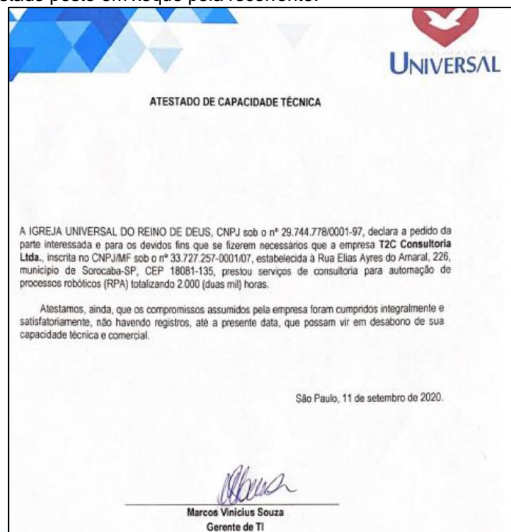 UNIVERSAL
ATESTADO DE CAPACIDADE TÉCNICA
A IGREJA UNIVERSAL DO REINO DE DEUS, CNPJ sob o nº 29.744.778/0001-97, declara a pedido da
parte interessada e para os devidos fins que se fizerem necessários que a empresa T2C Consultoria
Ltda., inscrita no CNPJ/MF sob o nº 33.727.257-0001/07, estabelecida à Rua Elias Ayres do Amaral, 226,
município de Sorocaba-SP, CEP 18081-135, prestou serviços de consultoria para automação de
processos robóticos (RPA) totalizando 2.000 (duas mil) horas.
Atestamos, ainda, que os compromissos assumidos pela empresa foram cumpridos integralmente e
satisfatoriamente, não havendo registros, até a presente data, que possam vir em desabono de sua
capacidade técnica e comercial.
São Paulo, 11 de setembro de 2020.
Marcos Vinicius Souza
Gerente de TI